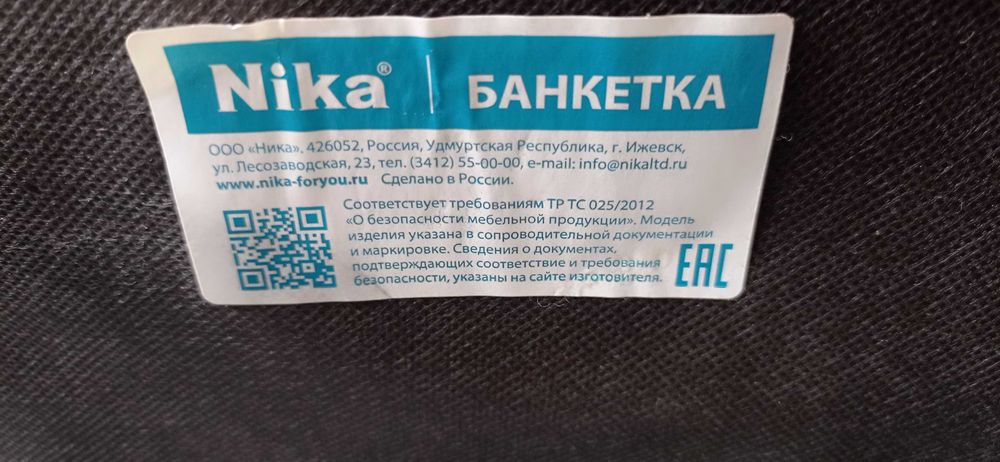 Nika® | БАНКЕТКА
ООО «Ника». 426052, Россия, Удмуртская Республика, г. Ижевск,
ул. Лесозаводская, 23, тел. (3412) 55-00-00, e-mail: info@nikaltd.ru
www.nika-foryou.ru Сделано в России.
Соответствует требованиям ТР ТС 025/2012
«О безопасности мебельной продукции». Модель
изделия указана в сопроводительной документации
и маркировке. Сведения о документах,
подтверждающих соответствие и требования
безопасности, указаны на сайте изготовителя.
ЕАС